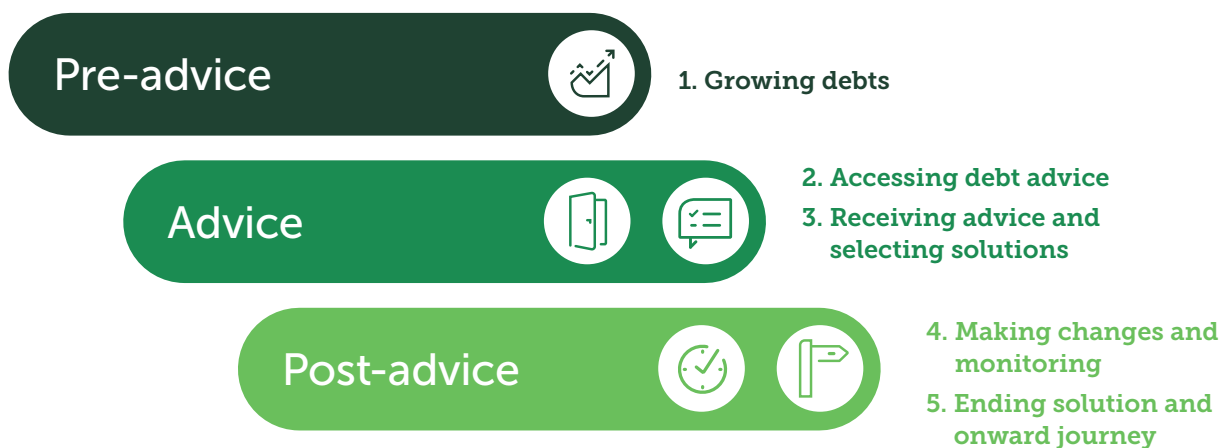 Pre-advice
1. Growing debts
Advice
2. Accessing debt advice
3. Receiving advice and
selecting solutions
Post-advice
4. Making changes and
monitoring
5. Ending solution and
onward journey